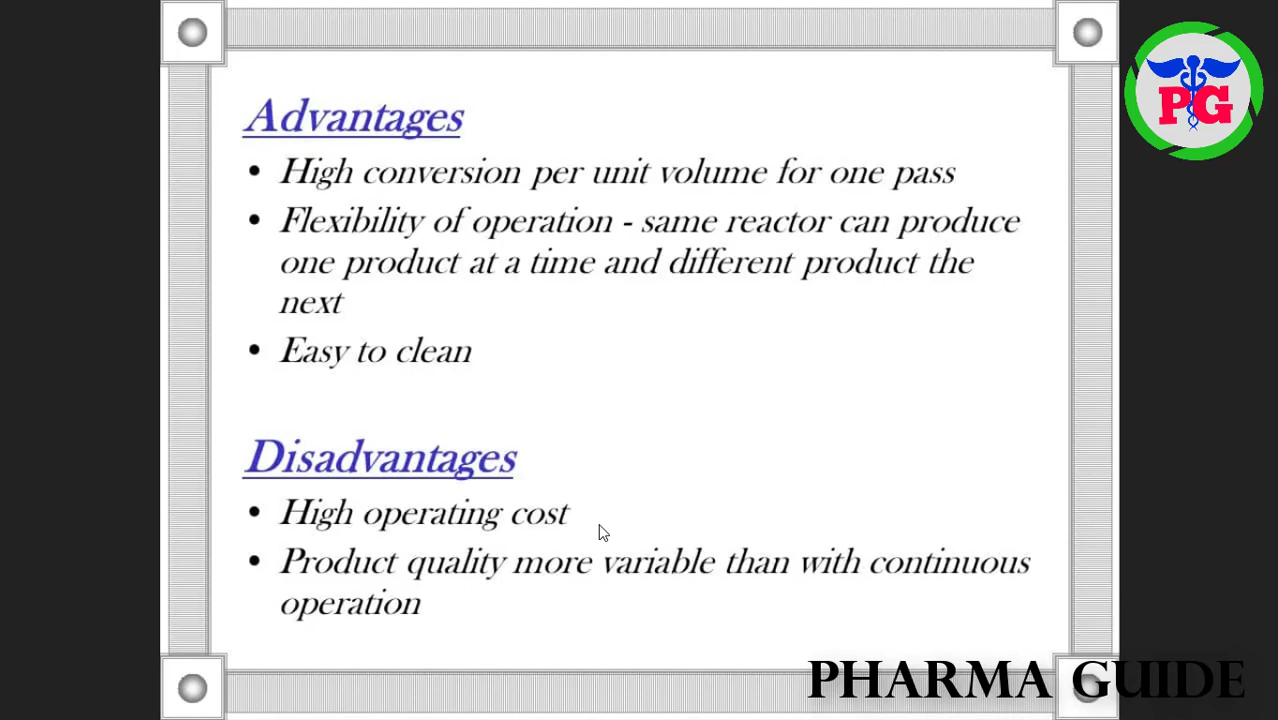 Advantages
• High conversion per unit volume for one pass
• Flexibility of operation - same reactor can produce
one product at a time and different product the
next
• Easy to clean
Disadvantages
• High operating cost
• Product quality more variable than with continuous
operation
PG
PHARMA GUIDE